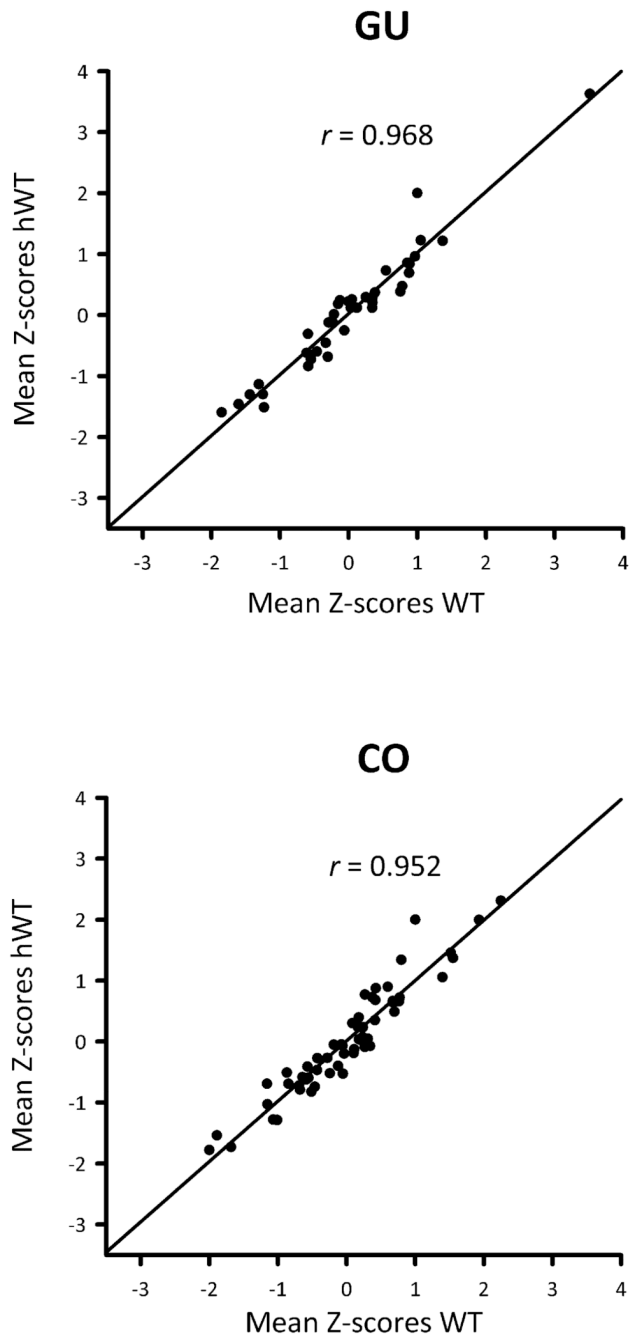 GU
4
3
2
1
0
-1
-2
-3
Mean Z-scores hWT
r = 0.968
-3 -2 -1 0 1 2 3 4
Mean Z-scores WT
CO
4
3
2
1
0
-1
-2
-3
Mean Z-scores hWT
r = 0.952
-3 -2 -1 0 1 2 3 4
Mean Z-scores WT